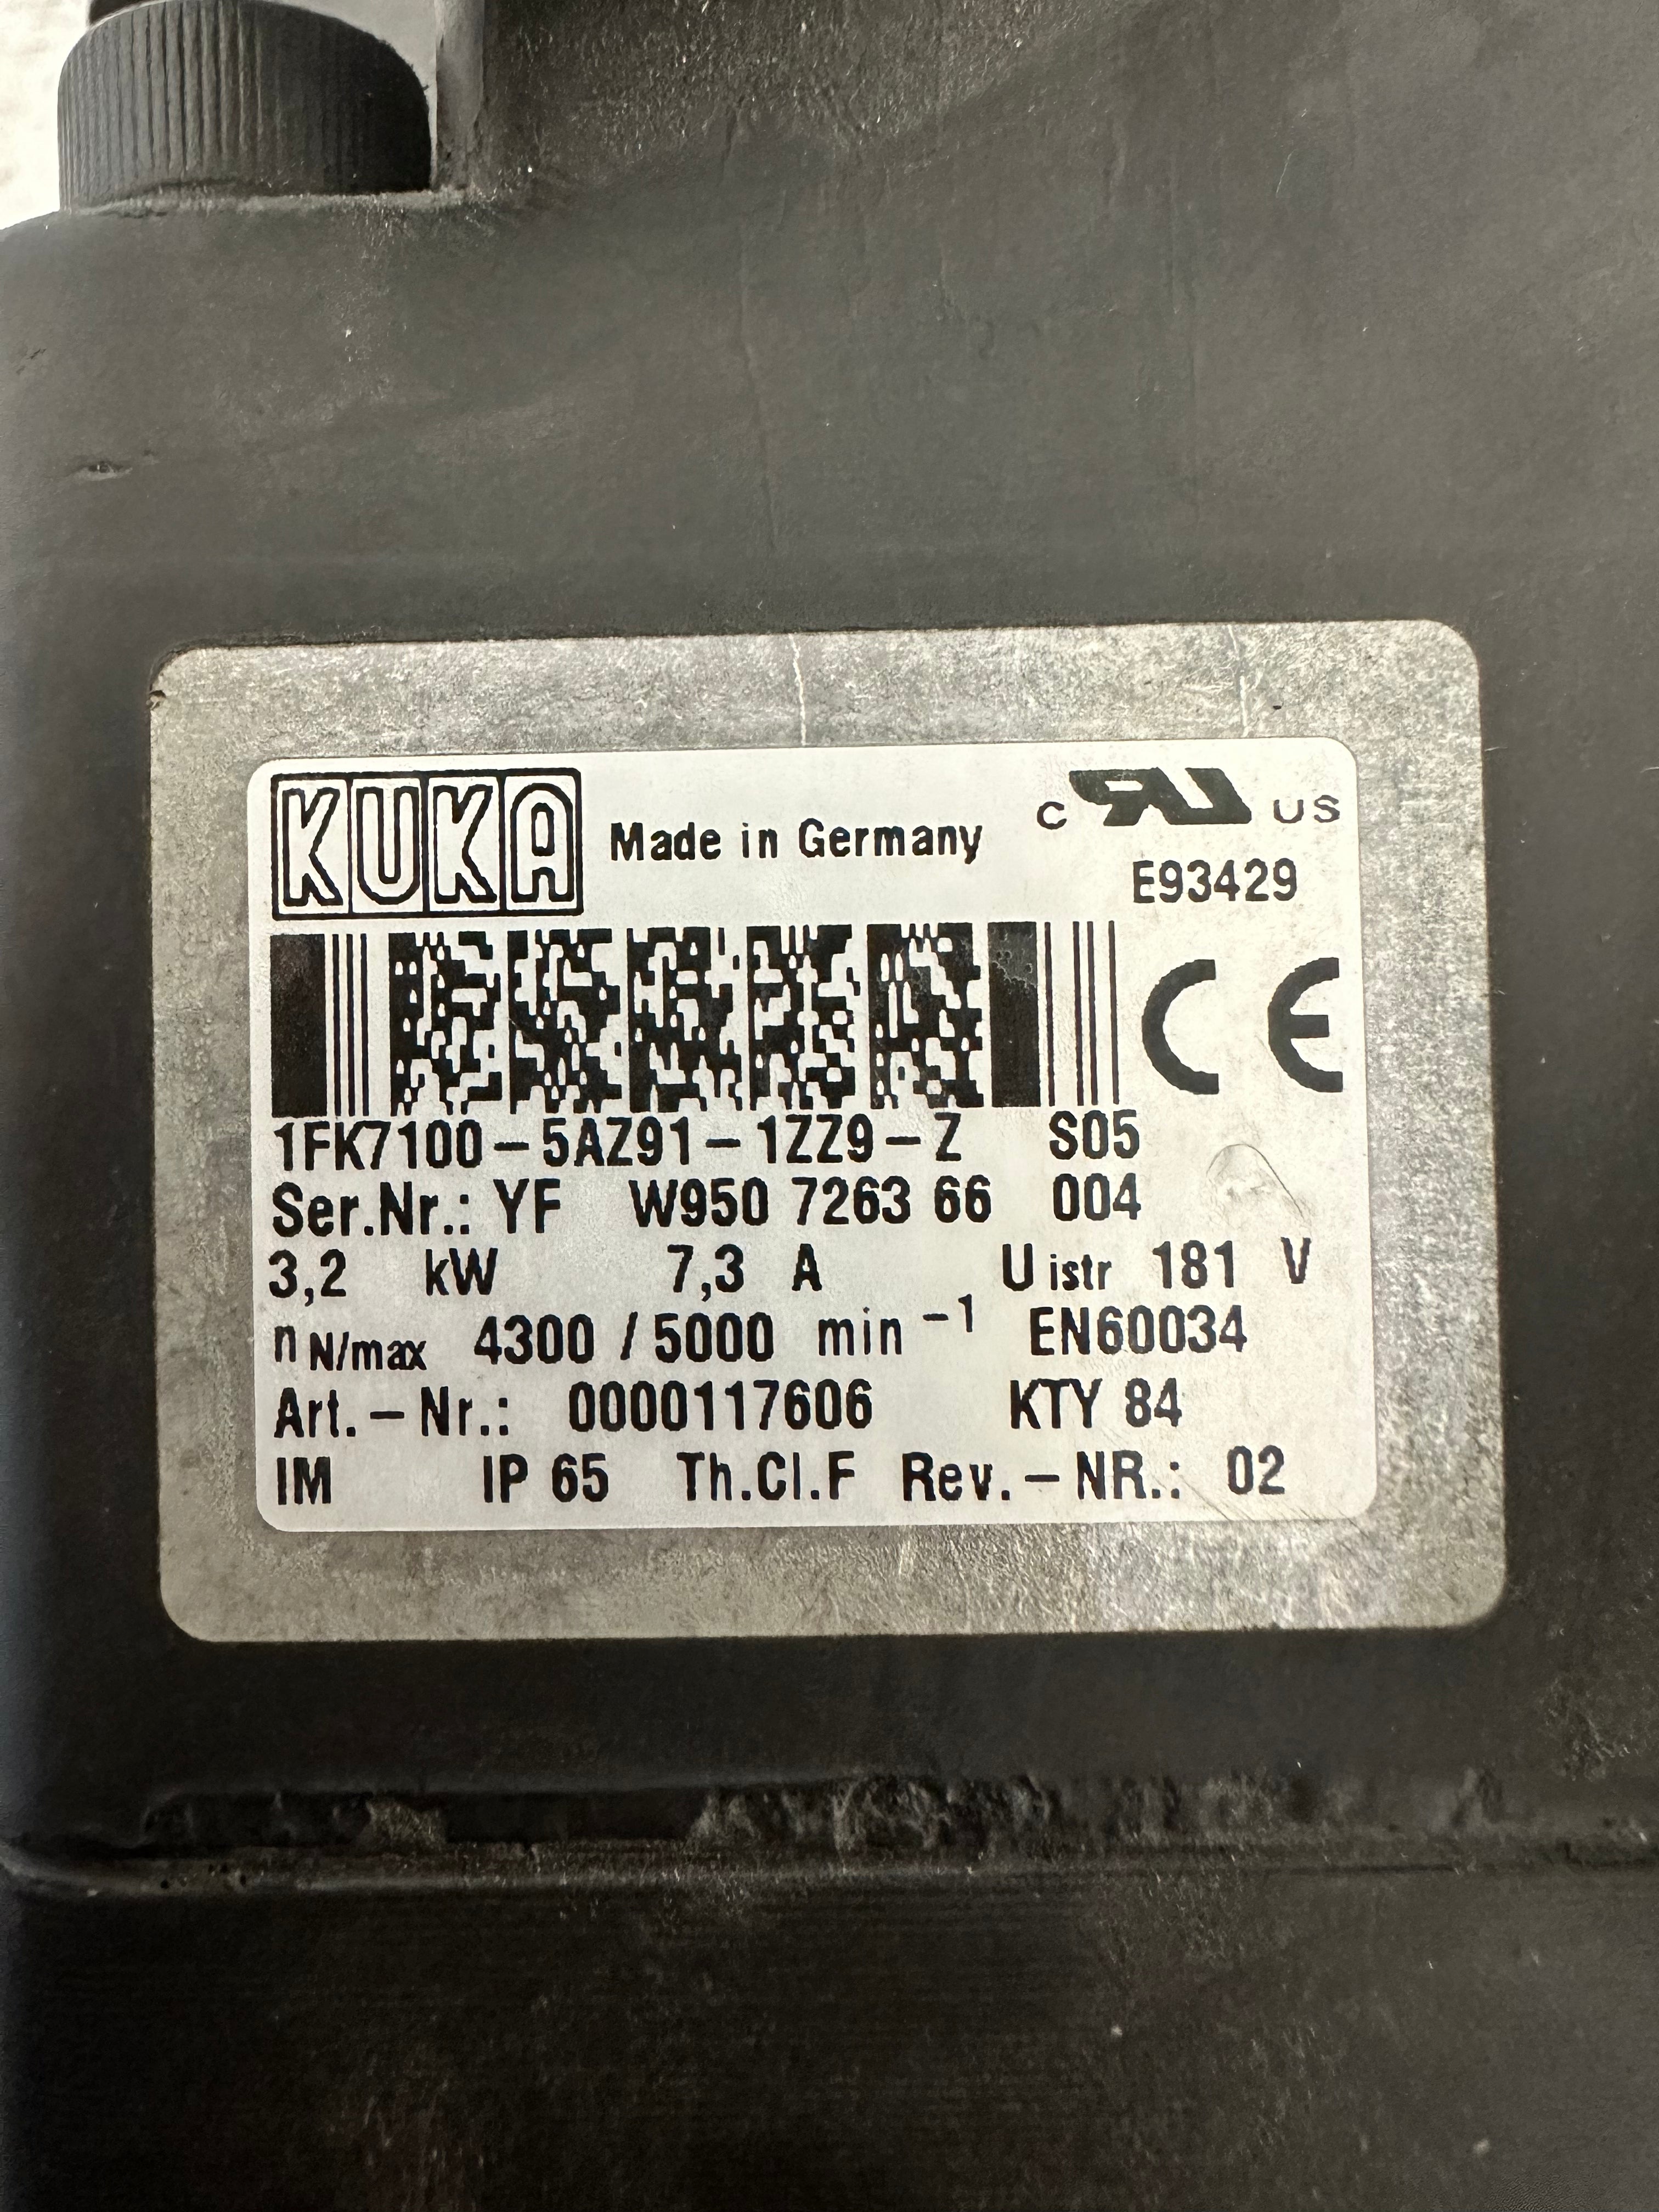 KUKA Made in Germany c RU US
E93429
CE
1FK7100-5AZ91-1ZZ9-Z S05
Ser.Nr.: YF W950 7263 66 004
3,2 kW 7,3 A U istr 181 V
n N/max 4300 / 5000 min -1 EN60034
Art.-Nr.: 0000117606 KTY 84
IM IP 65 Th.Cl.F Rev.-NR.: 02